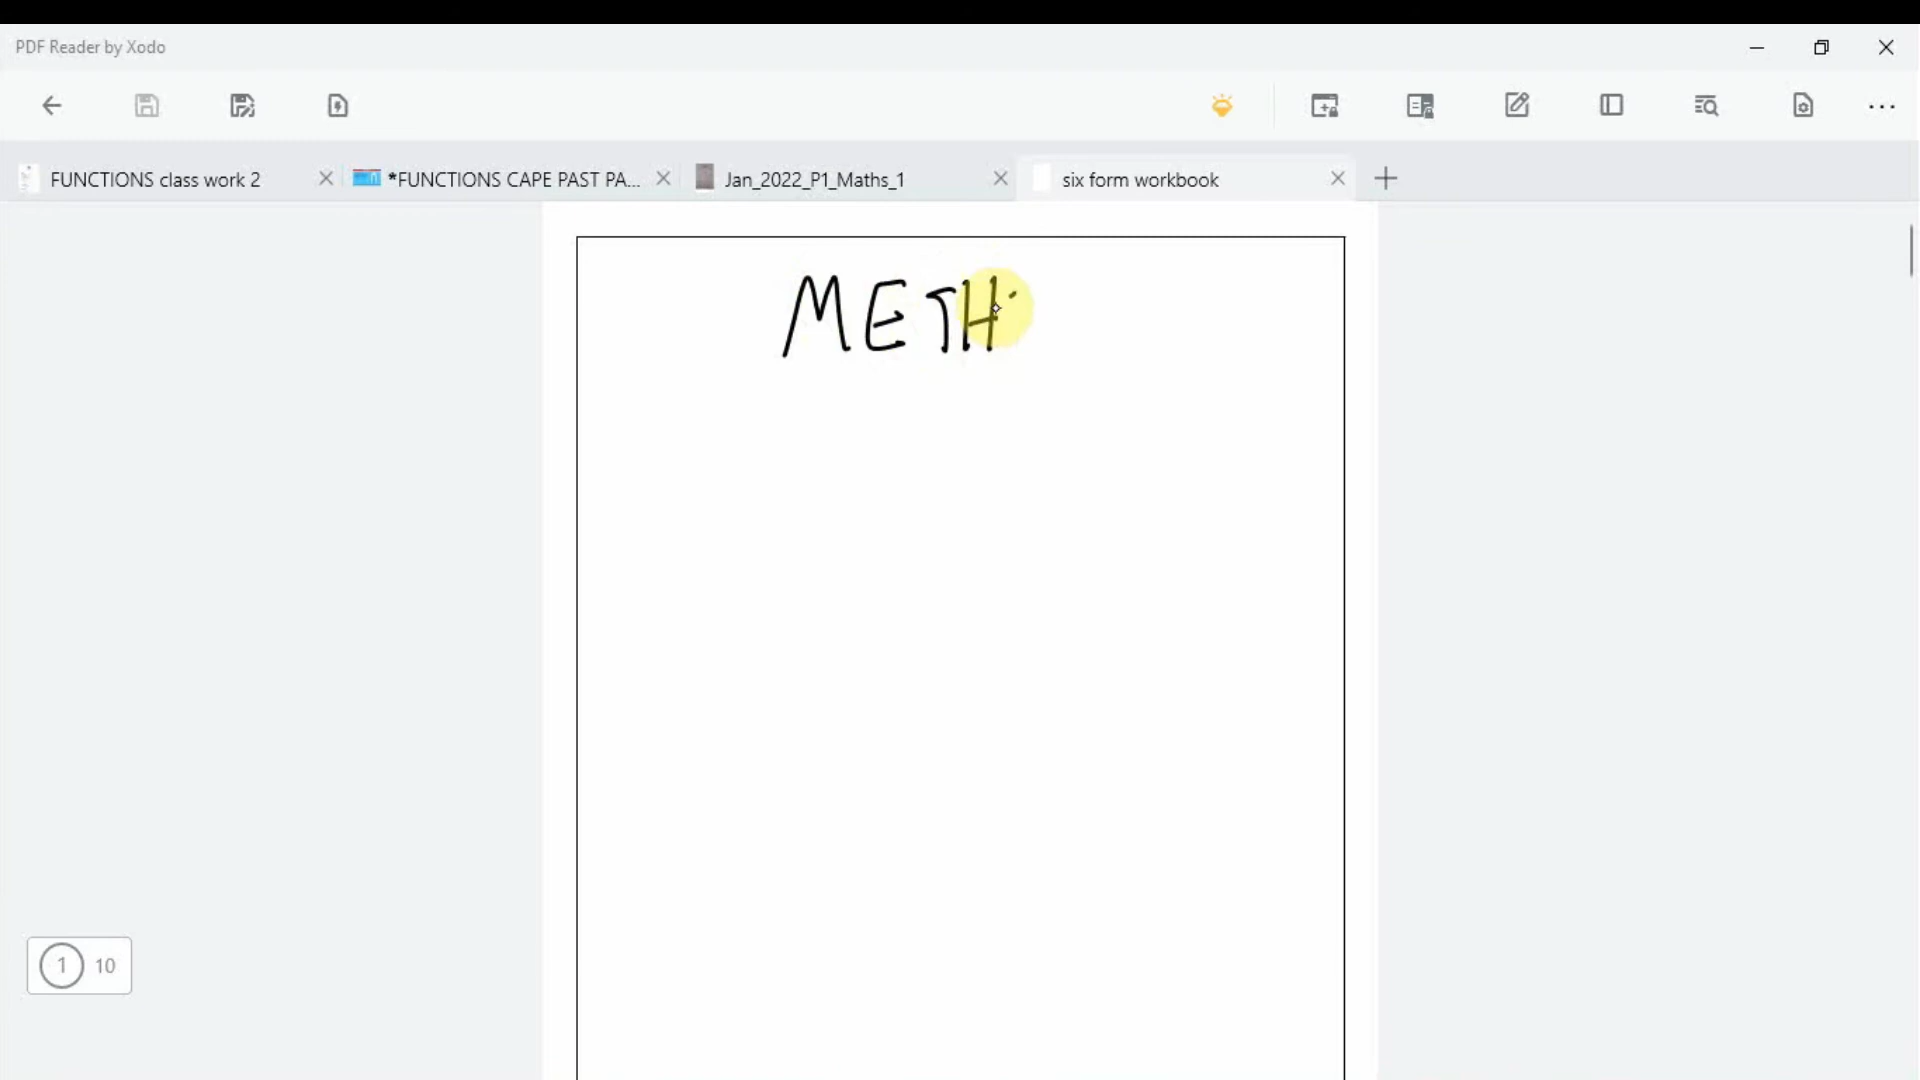 PDF Reader by Xodo
FUNCTIONS class work 2
*FUNCTIONS CAPE PAST PA...
Jan_2022_P1_Maths_1
six form workbook
METH
1 10